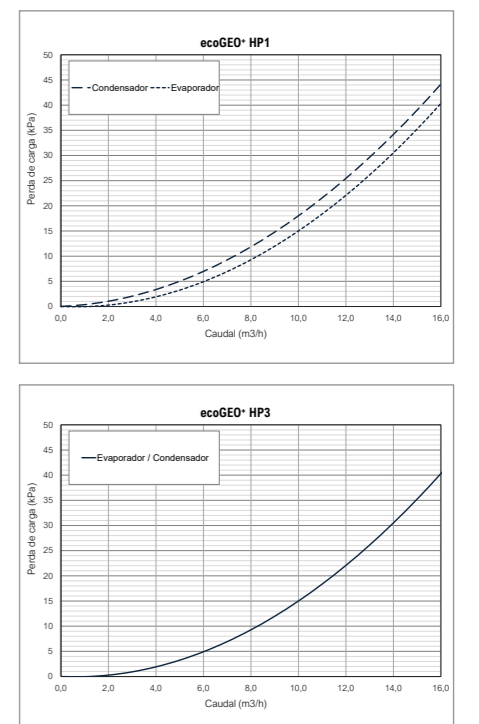 ecoGEO⁺ HP1
50
45
40
35
30
25
20
15
10
5
0
Perda de carga (kPa)
Condensador
Evaporador
0,0 2,0 4,0 6,0 8,0 10,0 12,0 14,0 16,0
Caudal (m3/h)
ecoGEO⁺ HP3
50
45
40
35
30
25
20
15
10
5
0
Perda de carga (kPa)
Evaporador / Condensador
0,0 2,0 4,0 6,0 8,0 10,0 12,0 14,0 16,0
Caudal (m3/h)